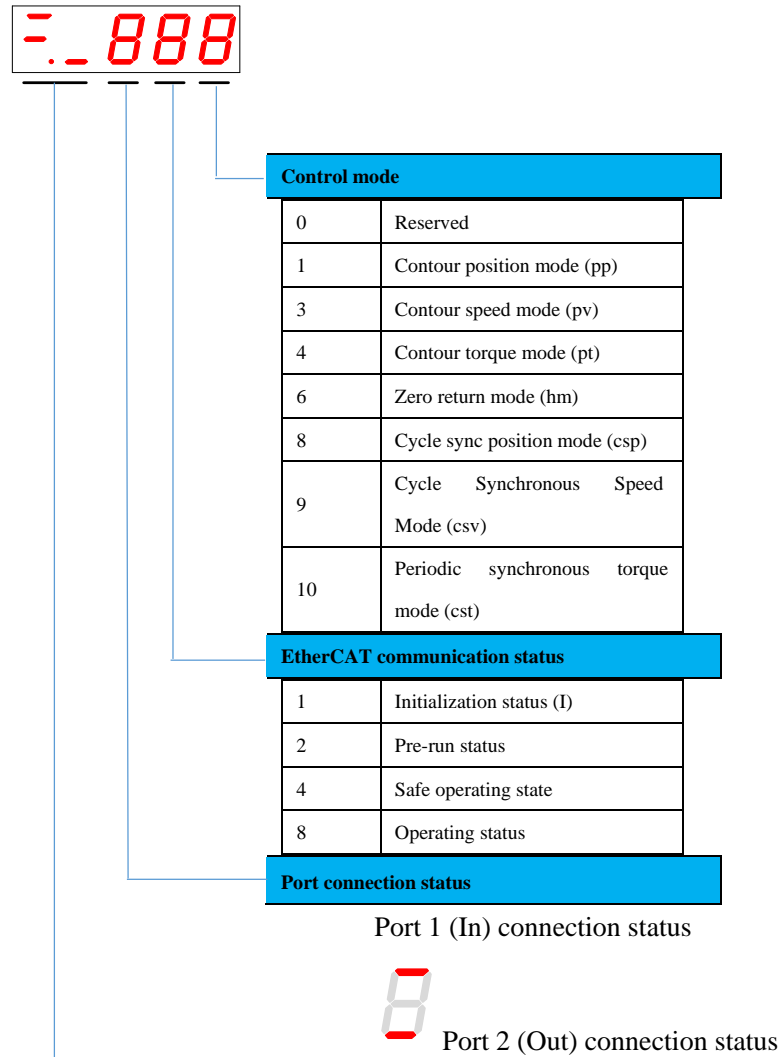 888
Control mode
0 Reserved
1 Contour position mode (pp)
3 Contour speed mode (pv)
4 Contour torque mode (pt)
6 Zero return mode (hm)
8 Cycle sync position mode (csp)
9 Cycle Synchronous Speed
Mode (csv)
10 Periodic synchronous torque
mode (cst)
EtherCAT communication status
1 Initialization status (I)
2 Pre-run status
4 Safe operating state
8 Operating status
Port connection status
Port 1 (In) connection status
Port 2 (Out) connection status